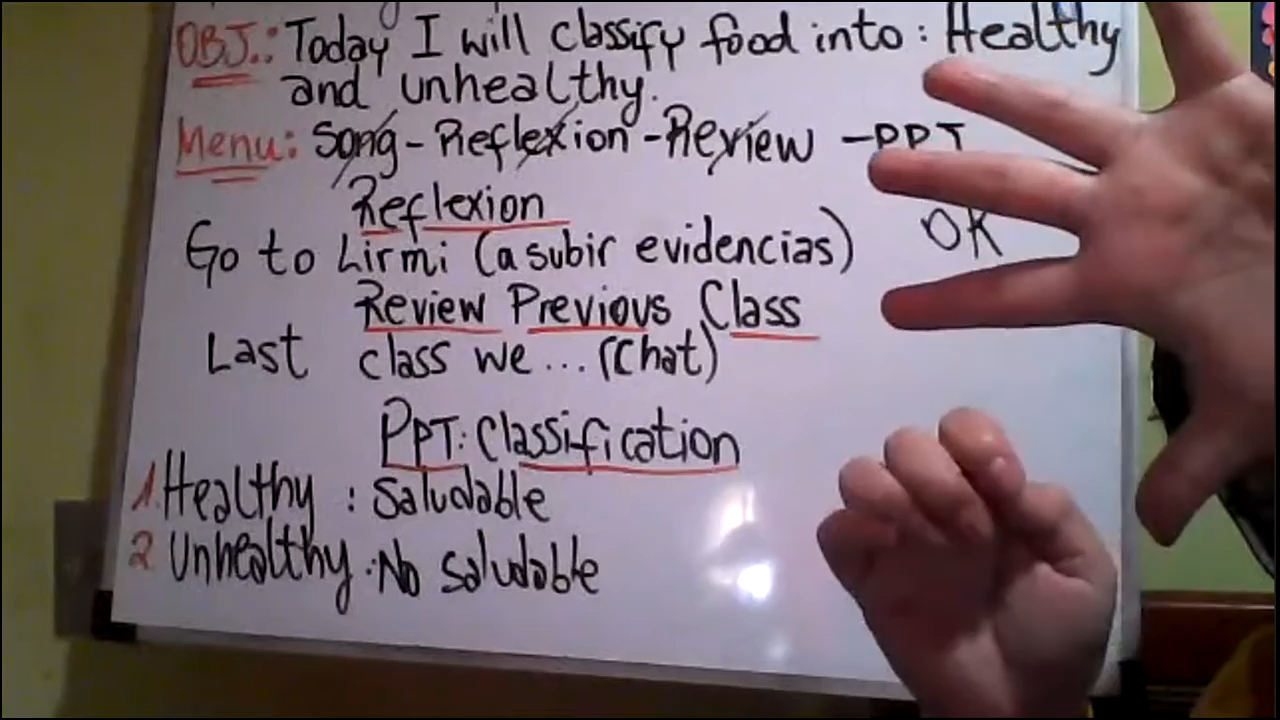 OBJ.: Today I will classify food into: Healthy
and unhealthy.
Menu: Song - Reflexion - Review - PPT
Reflexion
Go to Lirmi (a subir evidencias) OK
Review Previous Class
Last class we... (Chat)
PPT: Classification
1. Healthy : Saludable
2. Unhealthy . No saludable